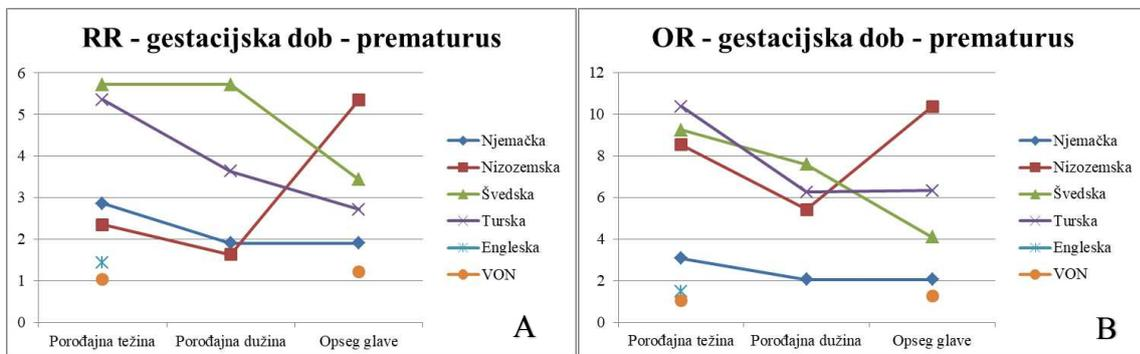 RR - gestacijska dob - prematurus
6
5
4
3
2
1
0
Porođajna težina
Porođajna dužina
Opseg glave
Njemačka
Nizozemska
Švedska
Turska
Engleska
VON
A
OR - gestacijska dob - prematurus
12
10
8
6
4
2
0
Porođajna težina
Porođajna dužina
Opseg glave
Njemačka
Nizozemska
Švedska
Turska
Engleska
VON
B